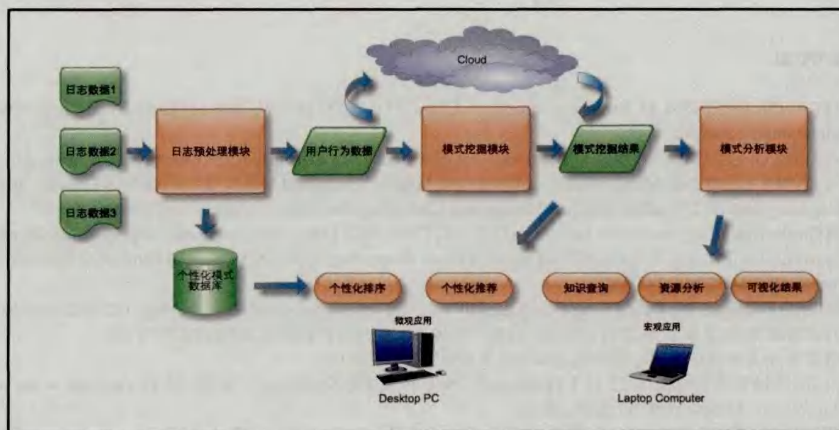 Cloud
日志数据1
日志数据2
日志数据3
日志预处理模块
用户行为数据
模式挖掘模块
模式挖掘结果
模式分析模块
个性化模式
数据库
个性化排序
个性化推荐
知识查询
资源分析
可视化结果
微观应用
宏观应用
Desktop PC
Laptop Computer